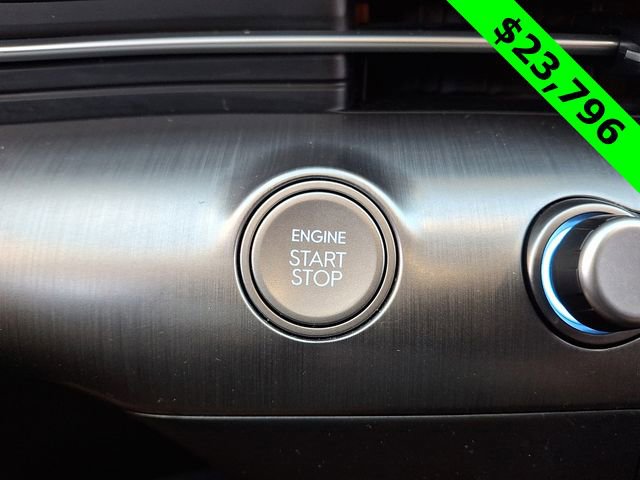 $23,796
ENGINE
START
STOP